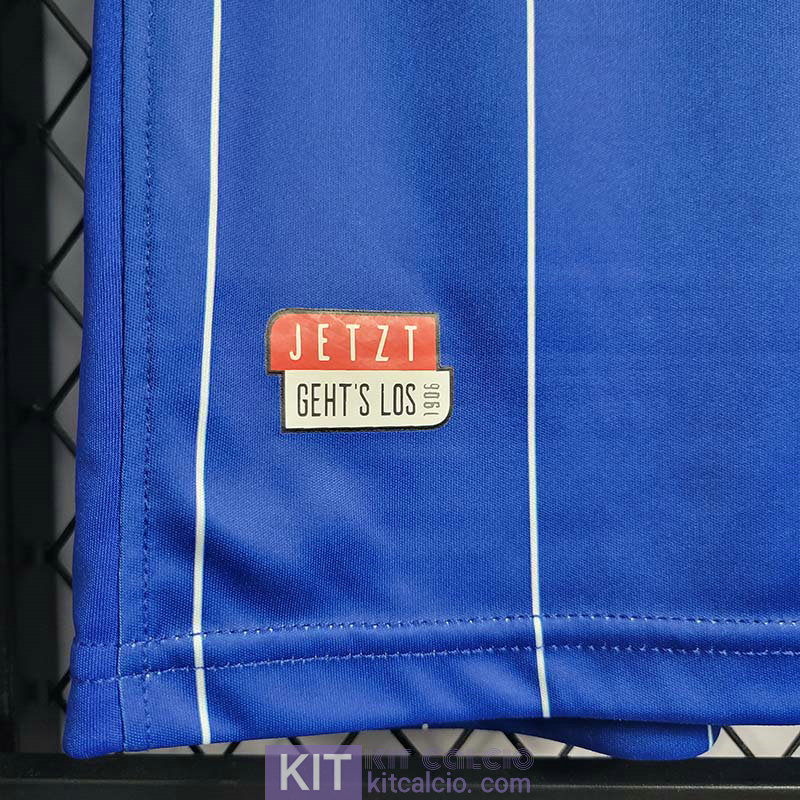 JETZT
GEHT'S LOS 1906
KIT KIT CALCIO
kitcalcio.com